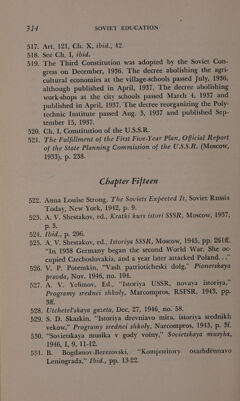 314 SOVIET EDUCATION
517. Art. 121, Ch. X, ibid., 42.
518. See Ch. I, ibid.
519. The Third Constitution was adopted by the Soviet Con-
gress on December, 1936. The decree abolishing the agri-
cultural economies at the village-schools passed July, 1936,
although published in April, 1937. The decree abolishing
work-shops at the city schools passed March 4, 1937 and
published in April, 1937. The decree reorganizing the Poly-
technic Institute passed Aug. 3, 1937 and published Sep-
tember 15, 1937.
520. Ch. I, Constitution of the U.S.S.R.
521. The Fulfillment of the First Five-Year Plan, Official Report
of the State Planning Commission of the U.S.S.R. (Moscow,
1933), p. 238.
Chapter Fifteen
522. Anna Louise Strong, The Soviets Expected It, Soviet Russia
Today, New York, 1942, p. 9.
523. A. V. Shestakov, ed., Kratki kurs istori SSSR, Moscow, 1937,
p. 3.
524. Ibid., p. 206.
525. A. V. Shestakov, ed., Istoriya SSSR, Moscow, 1945, pp. 261ff.
"In 1938 Germany began the second World War. She oc-
cupied Czechoslovakia, and a year later attacked Poland. . ."
526. V. P. Potemkin, "Vash patrioticheski dolg," Pionerskaya
pravda, Nov. 1946, no. 104.
527. A. V. Yefimov, Ed., "Istoriya USSR, novaya istoriya,"
Programy srednei shkoly, Marcompros, RSFSR, 1943, pp.
3ff.
528. Utchetel'skaya gazeta, Dec. 27, 1946, no. 58.
529. S. D. Skazkin, "Istoriya drevniavo mira, istoriya srednikh
vekov," Programy srednei shkoly, Narcompros, 1943, p. 3f.
530. "Sovietskaya musika v gody voiny," Sovietskaya musyka,
1946, 1, 9, 11-12.
531. B. Bogdanov-Berezovski, "Kompository osazhdënnavo
Leningrada," Ibid., pp. 13-22.